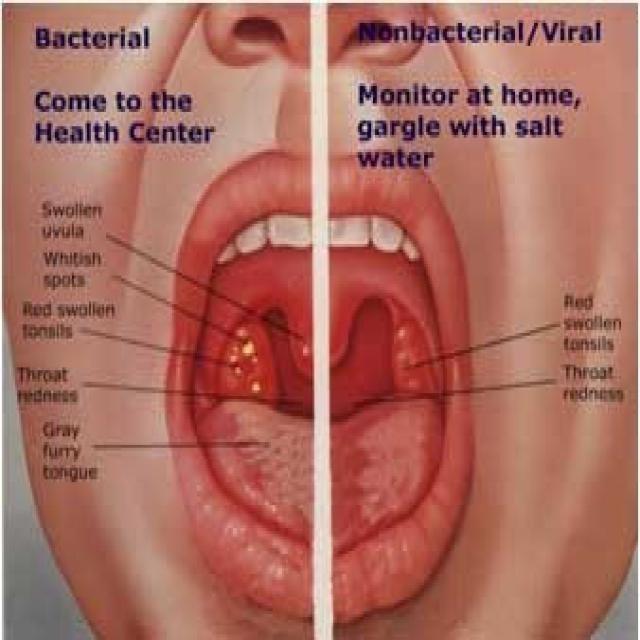 Bacterial
Come to the
Health Center
Swollen
uvula
Whitish
spots
Red swollen
tonsils
Throat
redness
Gray
furry
tongue
Nonbacterial/Viral
Monitor at home,
gargle with salt
water
Red
swollen
tonsils
Throat
redness